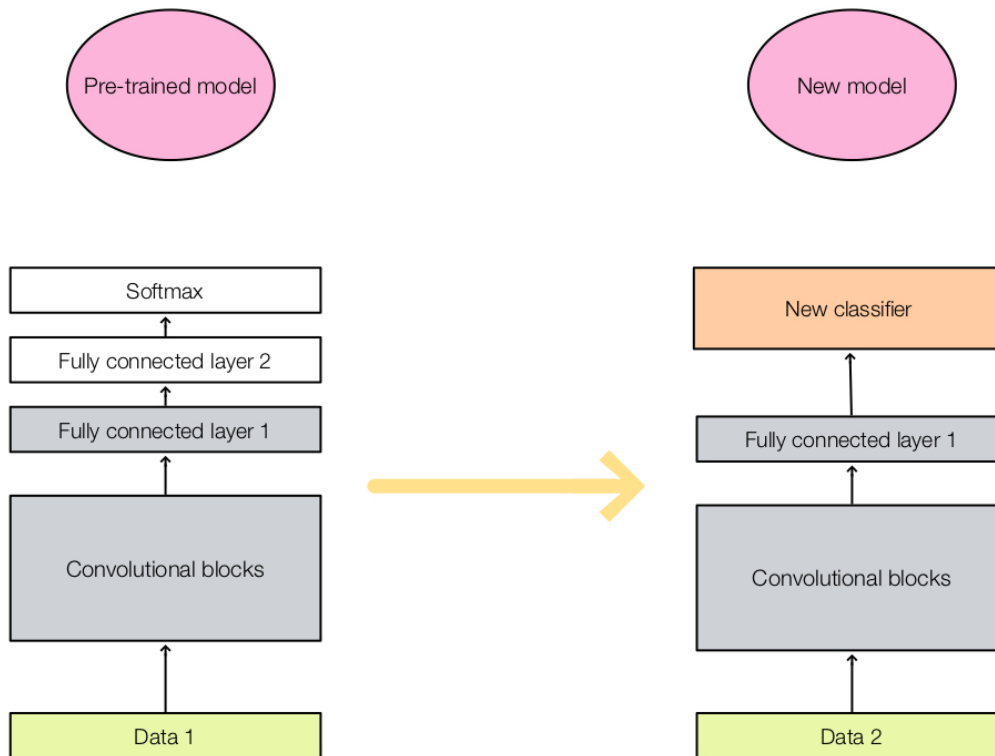 Pre-trained model
New model
Softmax
Fully connected layer 2
Fully connected layer 1
Convolutional blocks
Data 1
New classifier
Fully connected layer 1
Convolutional blocks
Data 2